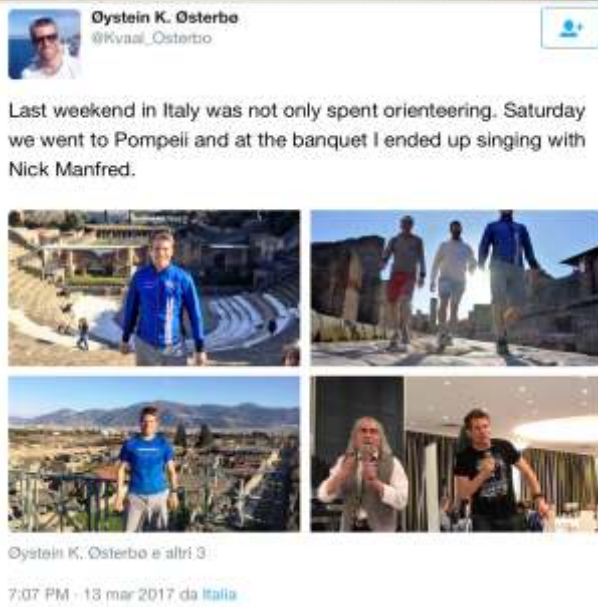 Øystein K. Østerbø
@Kvaal_Osterbo
Last weekend in Italy was not only spent orienteering. Saturday
we went to Pompeii and at the banquet I ended up singing with
Nick Manfred.
Øystein K. Østerbø e altri 3
7:07 PM - 13 mar 2017 da Italia